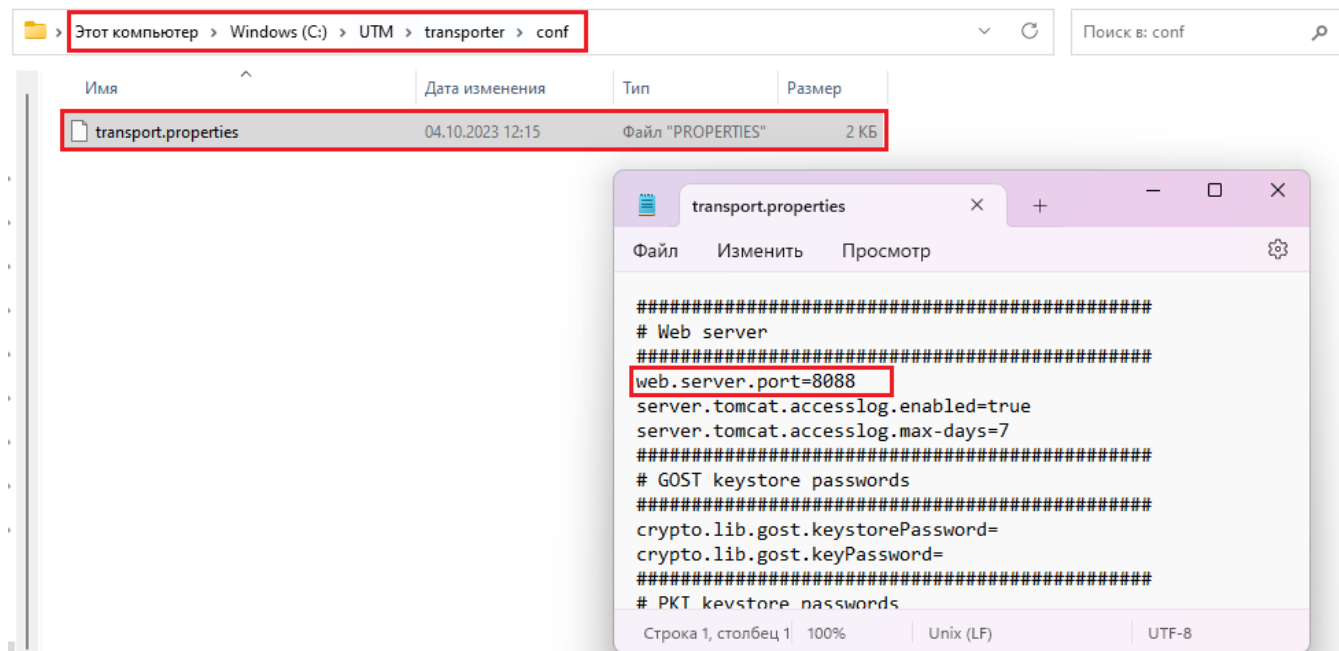 Этот компьютер > Windows (C:) > UTM > transporter > conf
Поиск в: conf
Имя Дата изменения Тип Размер
transport.properties 04.10.2023 12:15 Файл "PROPERTIES" 2 КБ
transport.properties
Файл Изменить Просмотр
###############################################
# Web server
###############################################
web.server.port=8088
server.tomcat.accesslog.enabled=true
server.tomcat.accesslog.max-days=7
###############################################
# GOST keystore passwords
###############################################
crypto.lib.gost.keystorePassword=
crypto.lib.gost.keyPassword=
###############################################
# PKI keystore passwords
Строка 1, столбец 1 100% Unix (LF) UTF-8